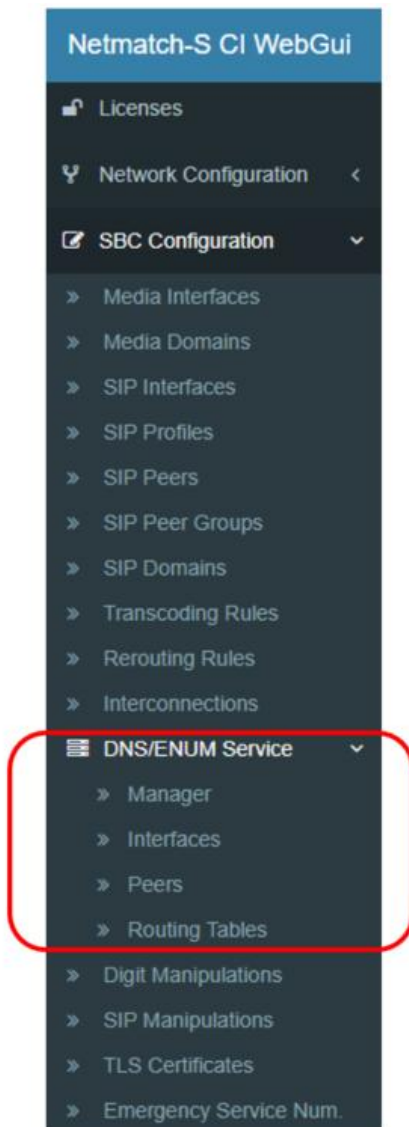 Netmatch-S CI WebGui
Licenses
Network Configuration
SBC Configuration
Media Interfaces
Media Domains
SIP Interfaces
SIP Profiles
SIP Peers
SIP Peer Groups
SIP Domains
Transcoding Rules
Rerouting Rules
Interconnections
DNS/ENUM Service
Manager
Interfaces
Peers
Routing Tables
Digit Manipulations
SIP Manipulations
TLS Certificates
Emergency Service Num.